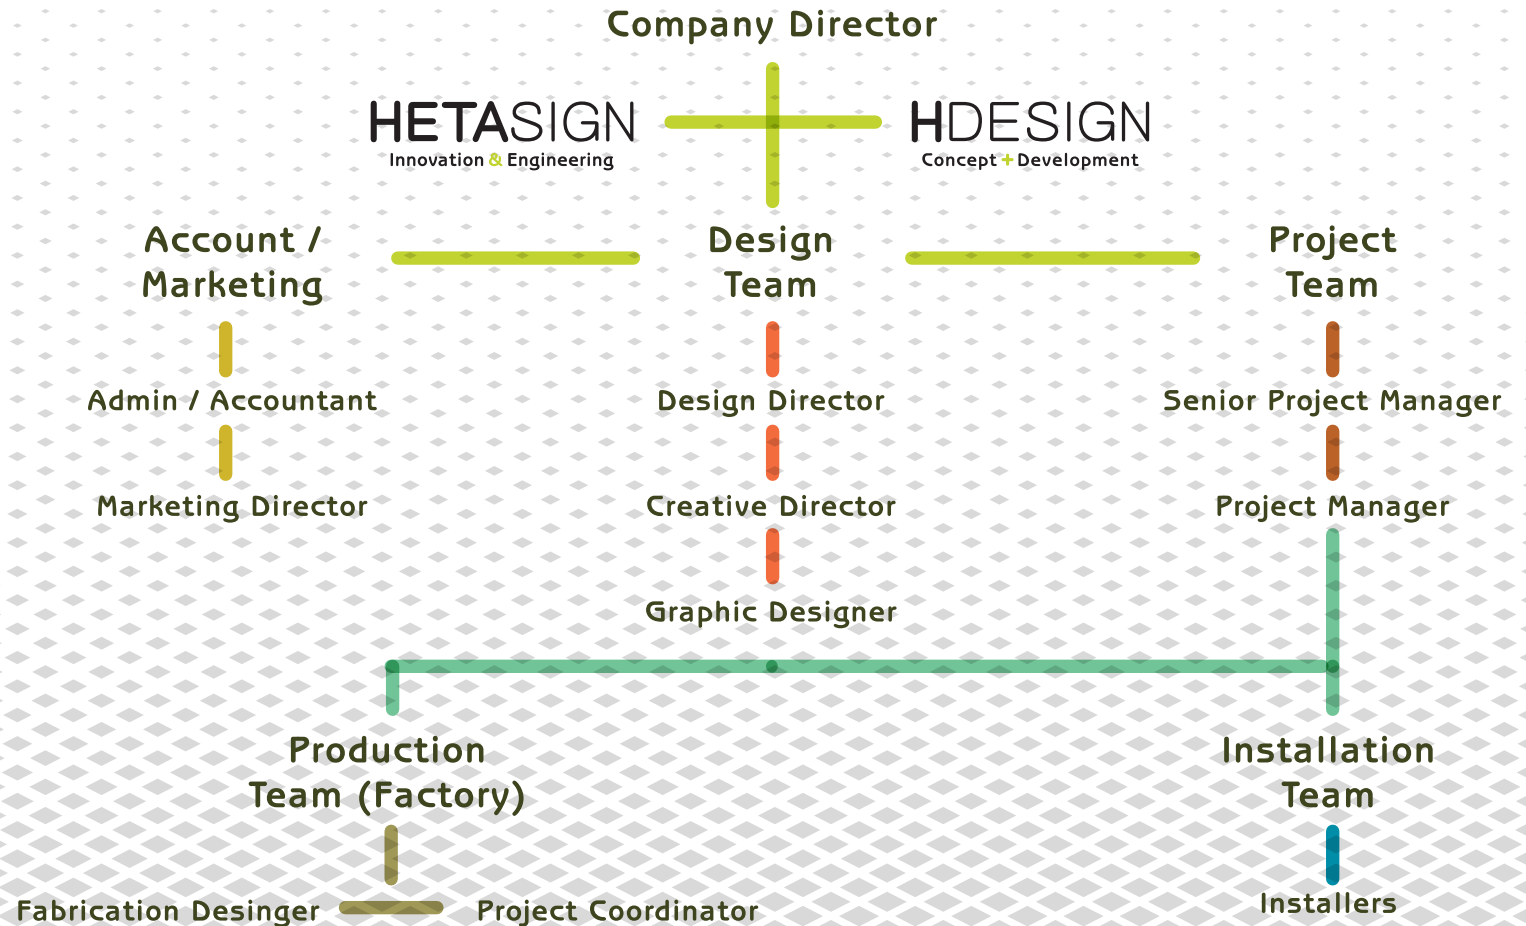 Company Director
HETASIGN
Innovation & Engineering
HDESIGN
Concept + Development
Account /
Marketing
Design
Team
Project
Team
Admin / Accountant
Design Director
Senior Project Manager
Marketing Director
Creative Director
Project Manager
Graphic Designer
Production
Team (Factory)
Installation
Team
Fabrication Desinger
Project Coordinator
Installers